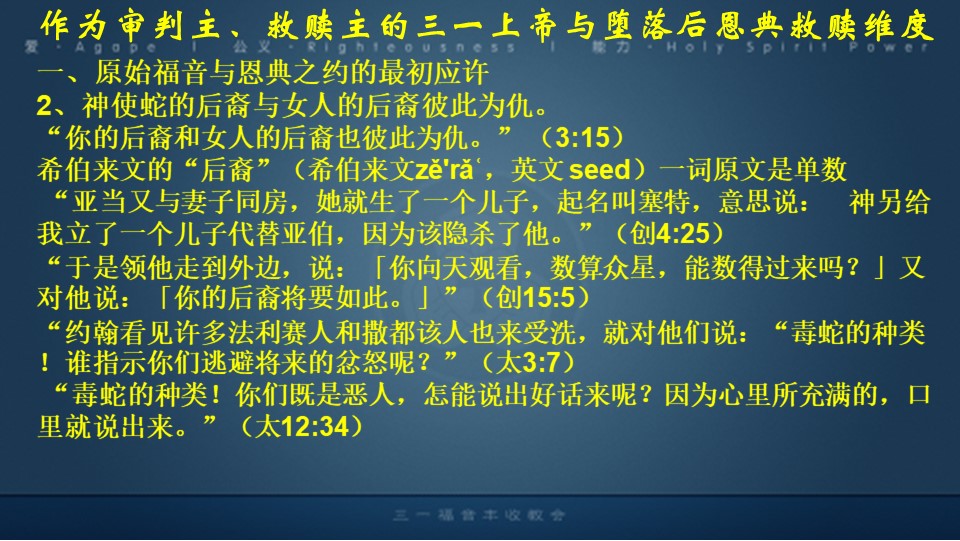 作为审判主、救赎主的三一上帝与堕落后恩典救赎维度
爱 - Agape | 公义 - Righteousness | 能力 - Holy Spirit Power
一、原始福音与恩典之约的最初应许
2、神使蛇的后裔与女人的后裔彼此为仇。
“你的后裔和女人的后裔也彼此为仇。”（3:15）
希伯来文的“后裔”（希伯来文zě'ră‘，英文 seed）一词原文是单数
“亚当又与妻子同房，她就生了一个儿子，起名叫塞特，意思说：　神另给
我立了一个儿子代替亚伯，因为该隐杀了他。”（创4:25）
“于是领他走到外边，说：「你向天观看，数算众星，能数得过来吗？」又
对他说：「你的后裔将要如此。」”（创15:5）
“约翰看见许多法利赛人和撒都该人也来受洗，就对他们说：“毒蛇的种类
！谁指示你们逃避将来的忿怒呢？”（太3:7）
“毒蛇的种类！你们既是恶人，怎能说出好话来呢？因为心里所充满的，口
里就说出来。”（太12:34）
三一福音丰收教会